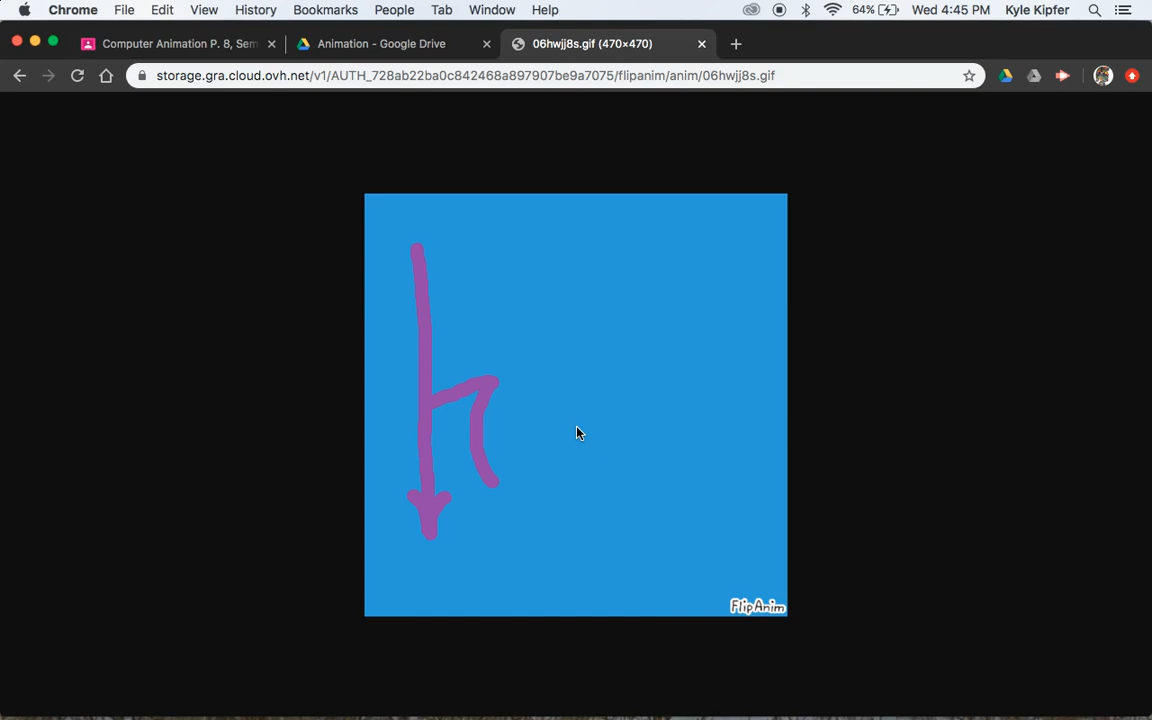 Chrome File Edit View History Bookmarks People Tab Window Help 64% Wed 4:45 PM Kyle Kipfer
Computer Animation P. 8, Sem Animation - Google Drive 06hwjj8s.gif (470×470)
storage.gra.cloud.ovh.net/v1/AUTH_728ab22ba0c842468a897907be9a7075/flipanim/anim/06hwjj8s.gif
h
FlipAnim